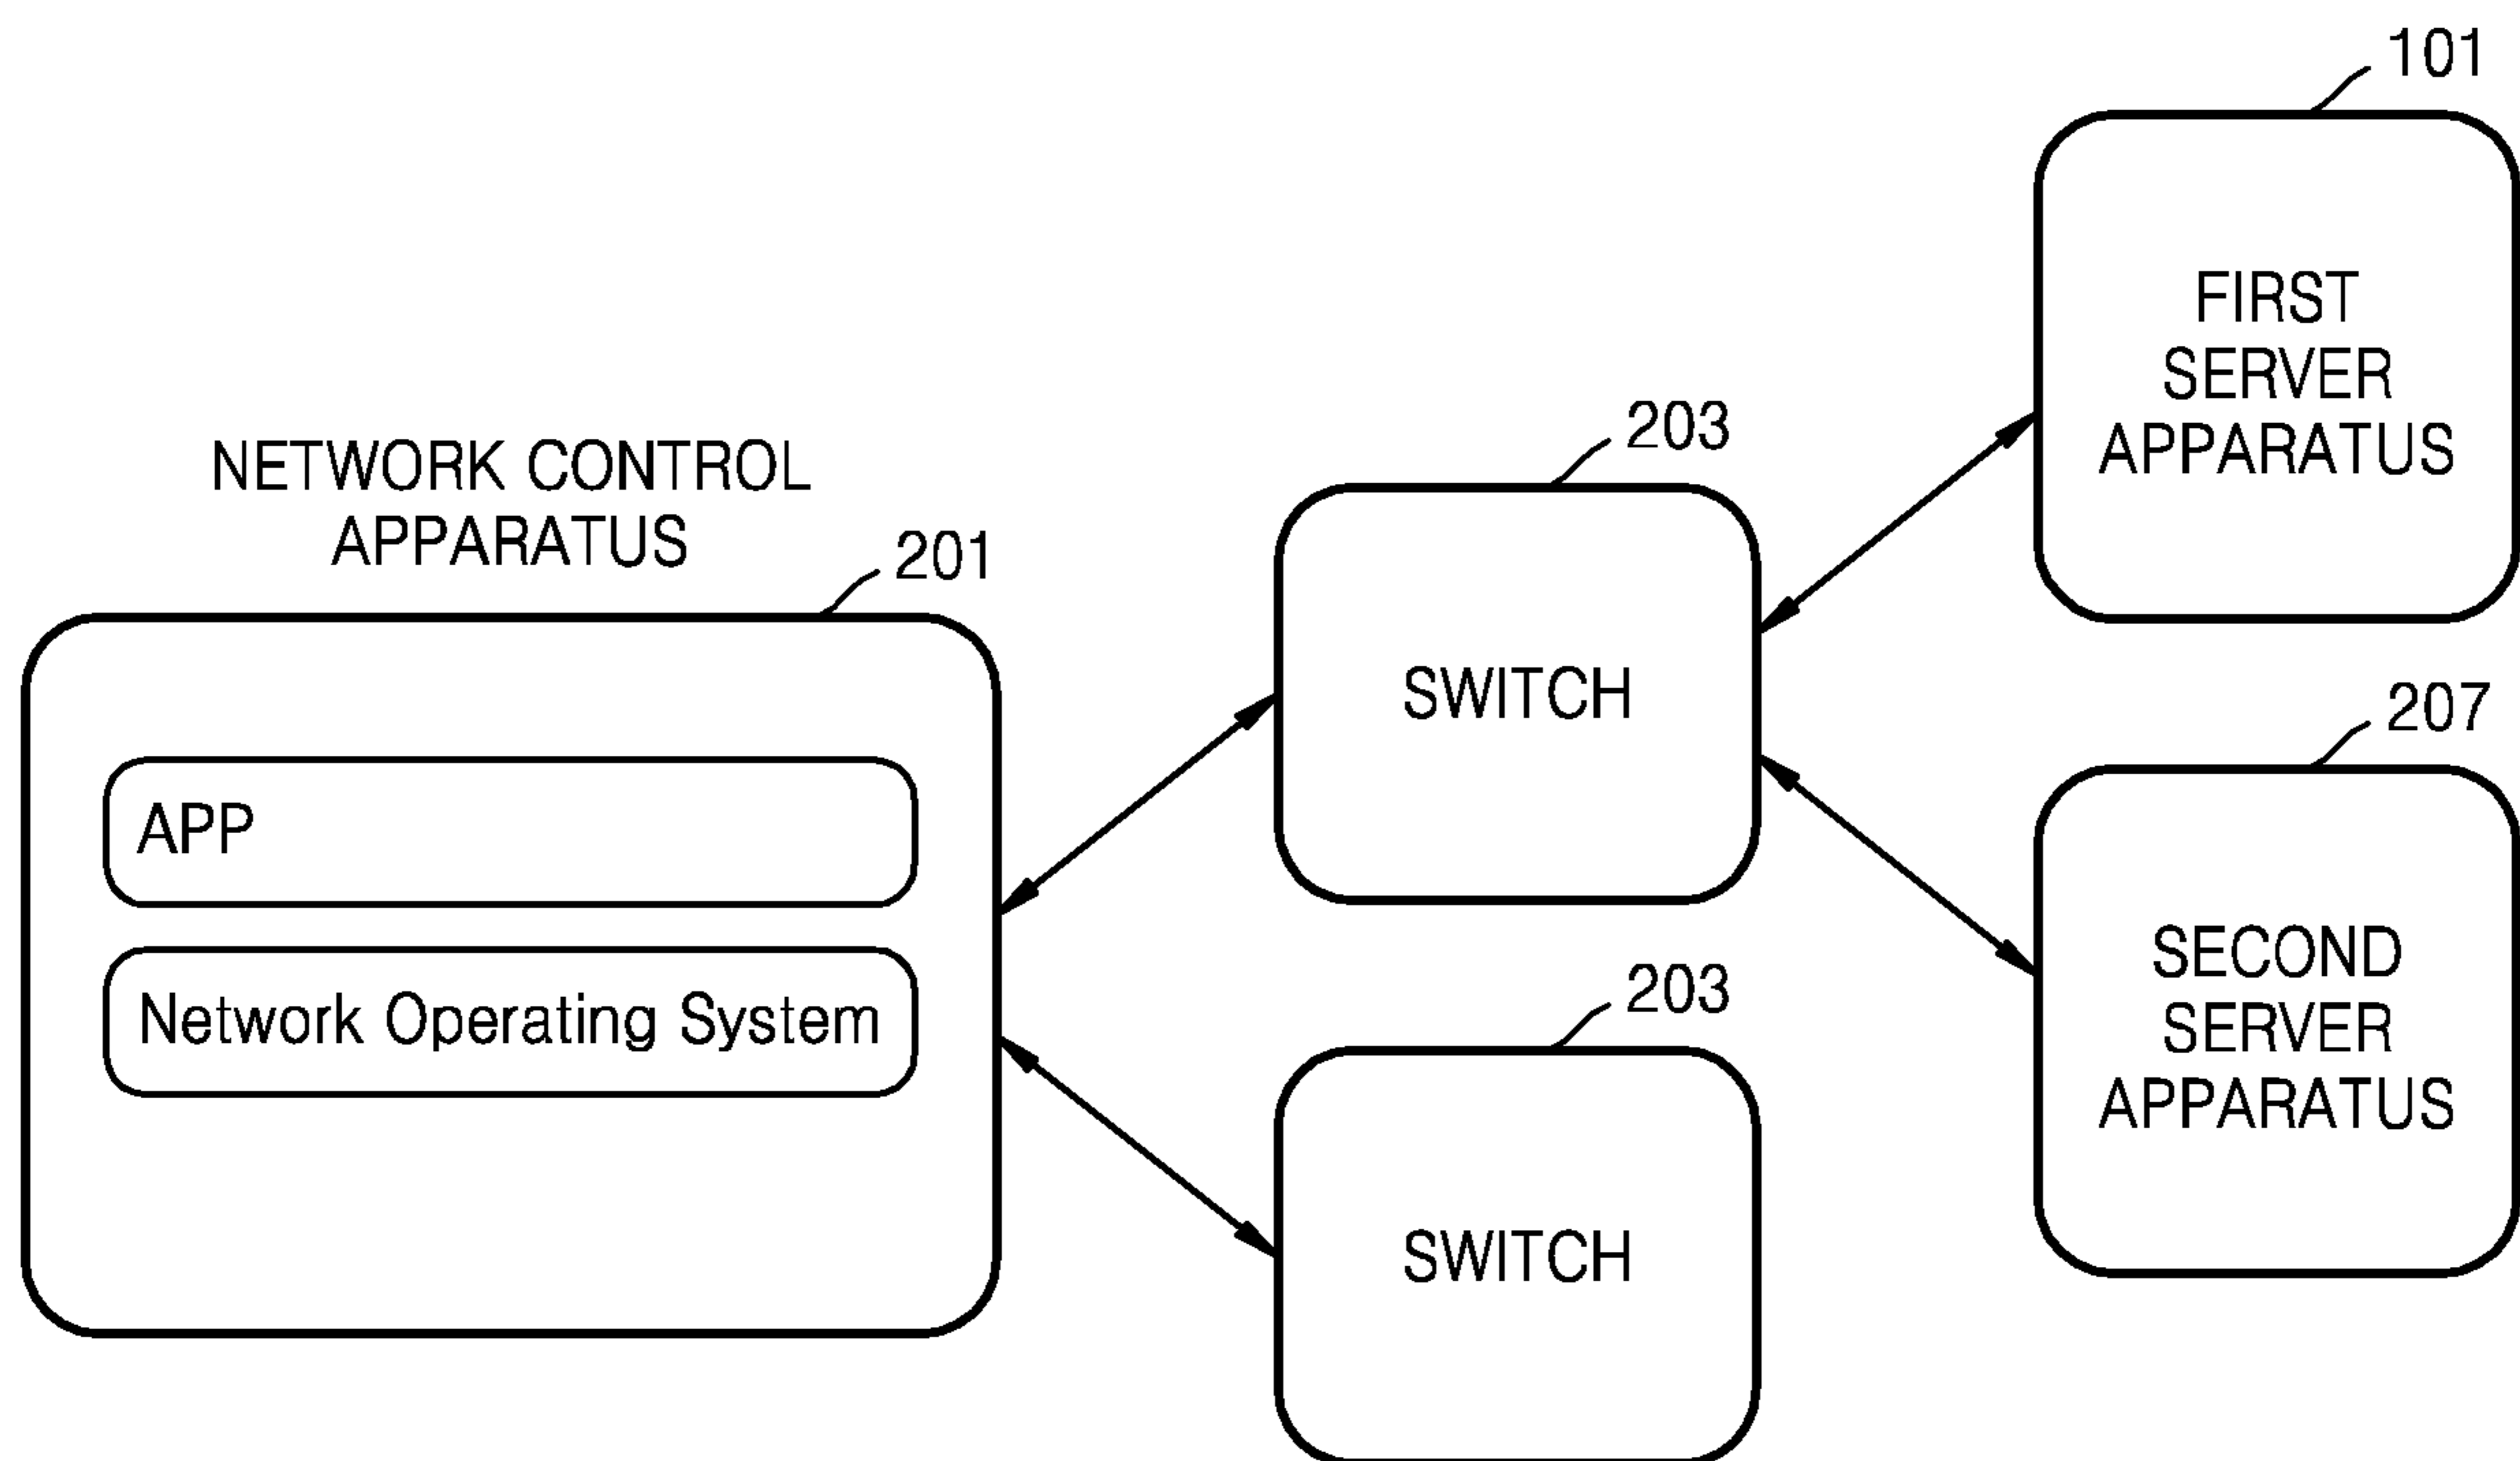 101
FIRST
SERVER
APPARATUS
203
NETWORK CONTROL
APPARATUS
201
SWITCH
207
APP
SECOND
SERVER
APPARATUS
203
Network Operating System
SWITCH